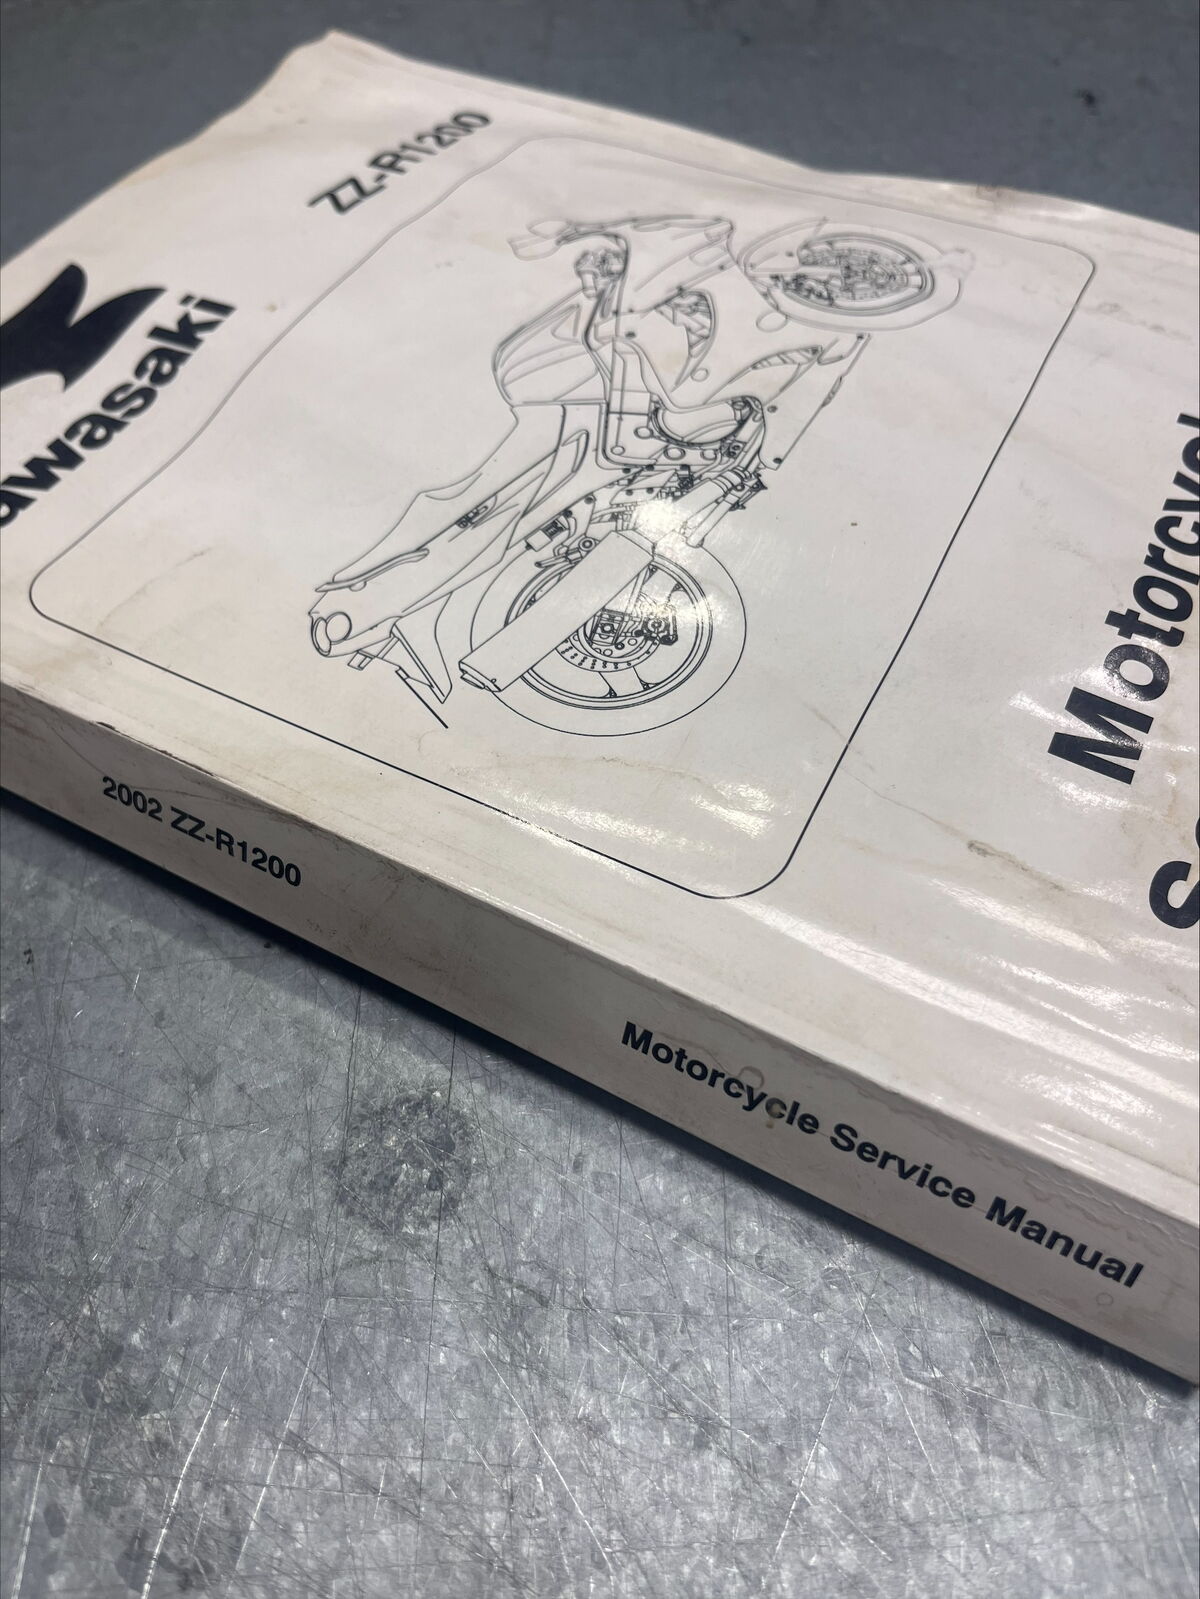 ZZ-R1200
awasaki
Motorcycl
S
2002 ZZ-R1200
Motorcycle Service Manual